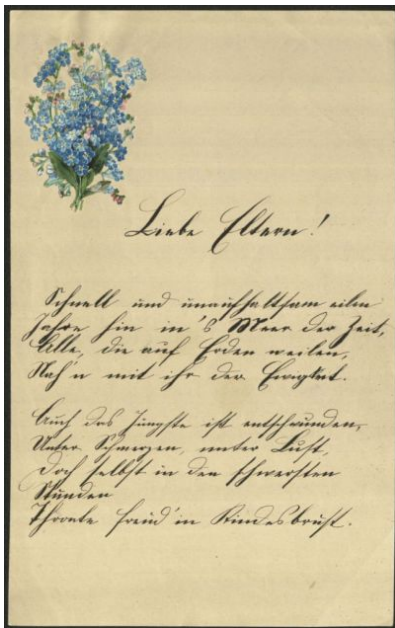 Liebe Eltern!
Schnell und unaufhaltsam eilen
Jahre hin in's Meer der Zeit,
Alle, die auf Erden weilen,
Nah'n mit ihr der Ewigkeit.
Auch das Jüngste ist entschwunden,
Unter Schmerzen, unter Lust,
Doch selbst in den schwersten
Stunden
Thronte Freud' in Kindesbrust.